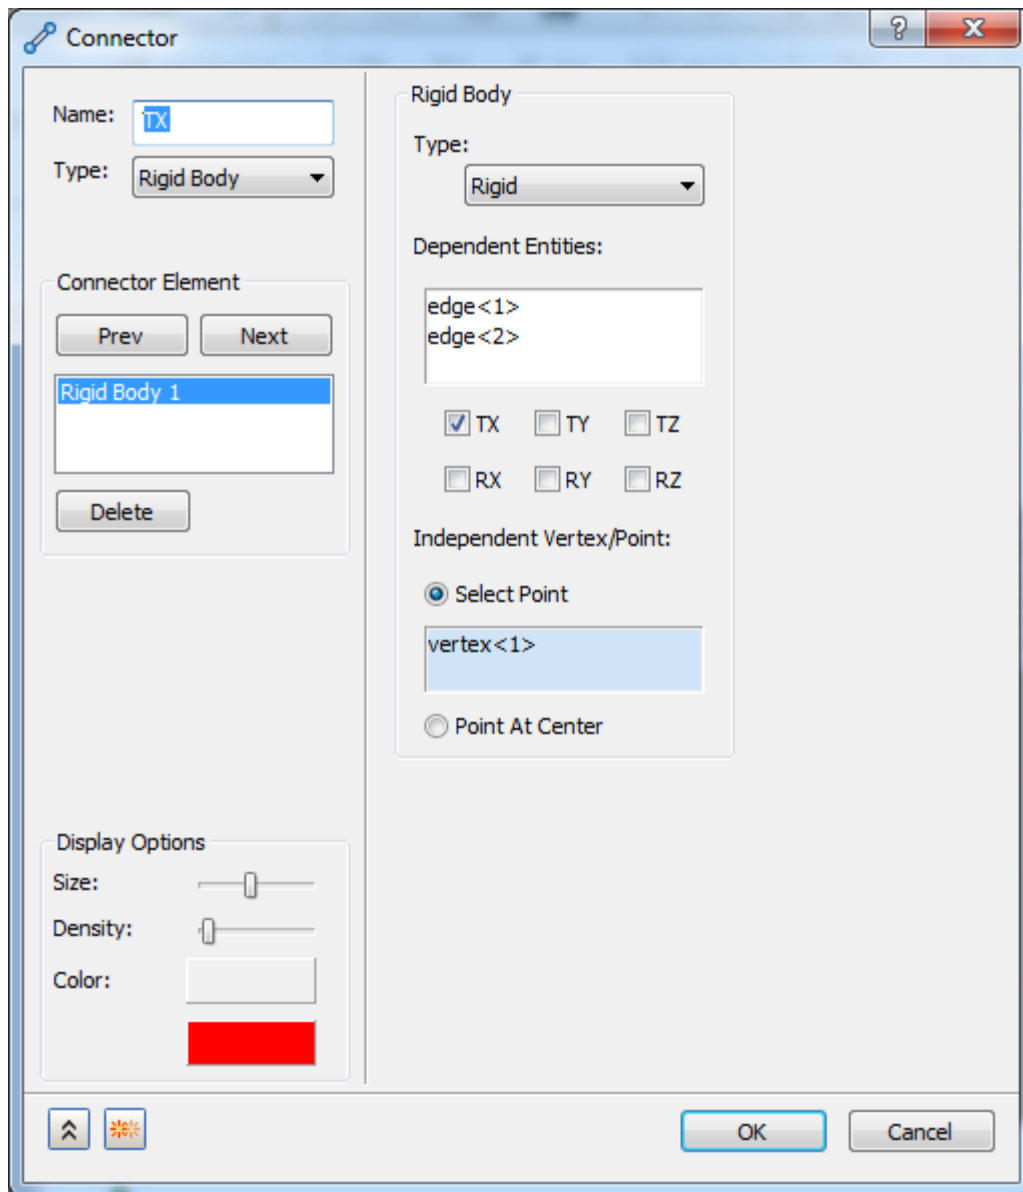 Connector
Name: TX
Type: Rigid Body
Connector Element
Prev Next
Rigid Body 1
Delete
Display Options
Size:
Density:
Color:
Rigid Body
Type:
Rigid
Dependent Entities:
edge<1>
edge<2>
TX TY TZ
RX RY RZ
Independent Vertex/Point:
Select Point
vertex<1>
Point At Center
OK Cancel